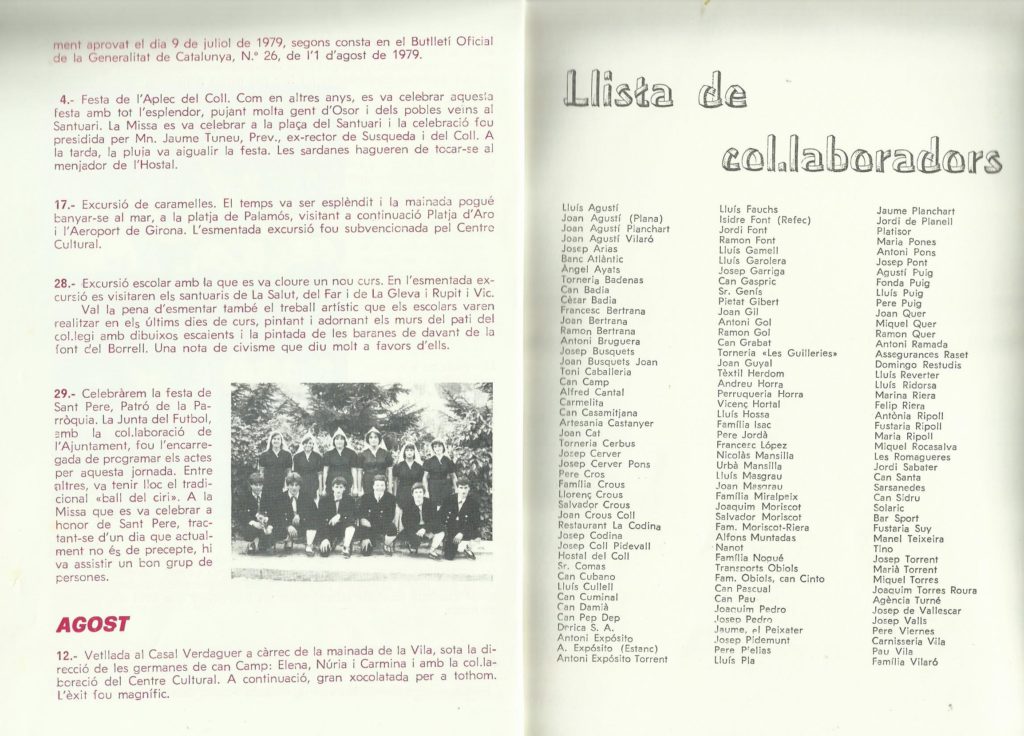 ment aprovat el dia 9 de juliol de 1979, segons consta en el Butlletí Oficial
de la Generalitat de Catalunya, N.° 26, de l'1 d'agost de 1979.
4.- Festa de l'Aplec del Coll. Com en altres anys, es va celebrar aquesta
festa amb tot l'esplendor, pujant molta gent d'Osor i dels pobles veïns al
Santuari. La Missa es va celebrar a la plaça del Santuari i la celebració fou
presidida per Mn. Jaume Tuneu, Prev., ex-rector de Susqueda i del Coll. A
la tarda, la pluja va aigualir la festa. Les sardanes hagueren de tocar-se al
menjador de l'Hostal.
17.- Excursió de caramelles. El temps va ser esplèndit i la mainada pogué
banyar-se al mar, a la platja de Palamós, visitant a continuació Platja d'Aro
i l'Aeroport de Girona. L'esmentada excursió fou subvencionada pel Centre
Cultural.
28.- Excursió escolar amb la que es va cloure un nou curs. En l'esmentada ex-
cursió es visitaren els santuaris de La Salut, del Far i de La Gleva i Rupit i Vic.
Val la pena d'esmentar també el treball artístic que els escolars varen
realitzar en els últims dies de curs, pintant i adornant els murs del pati del
col.legi amb dibuixos escaients i la pintada de les baranes de davant de la
font del Borrell. Una nota de civisme que diu molt a favors d'ells.
29.- Celebràrem la festa de
Sant Pere, Patró de la Pa-
rròquia. La Junta del Futbol,
amb la col.laboració de
l'Ajuntament, fou l'encarre-
gada de programar els actes
per aquesta jornada. Entre
altres, va tenir lloc el tradi-
cional «ball del ciri». A la
Missa que es va celebrar a
honor de Sant Pere, trac-
tant-se d'un dia que actual-
ment no és de precepte, hi
va assistir un bon grup de
persones.
AGOST
12.- Vetllada al Casal Verdaguer a càrrec de la mainada de la Vila, sota la di-
recció de les germanes de can Camp: Elena, Núria i Carmina i amb la col.la-
boració del Centre Cultural. A continuació, gran xocolatada per a tothom.
L'èxit fou magnífic.
Llista de
col.laboradors
Lluís Agustí
Joan Agustí (Plana)
Joan Agustí Planchart
Joan Agustí Vilaró
Josep Arias
Banc Atlàntic
Àngel Ayats
Torneria Badenas
Can Badia
Cèsar Badia
Francesc Bertrana
Joan Bertrana
Ramon Bertrana
Antoni Bruguera
Josep Busquets
Joan Busquets Joan
Toni Caballeria
Can Camp
Alfred Cantal
Carmelita
Can Casamitjana
Artesania Castanyer
Joan Cat
Torneria Cerbus
Josep Cerver
Josep Cerver Pons
Pere Cros
Família Crous
Llorenç Crous
Salvador Crous
Joan Crous Coll
Restaurant La Codina
Josep Codina
Josep Coll Pidevall
Hostal del Coll
Sr. Comas
Can Cubano
Lluís Cullell
Can Cuminal
Can Damià
Can Pep Dep
Derica S. A.
Antoni Expósito
A. Expósito (Estanc)
Antoni Expósito Torrent
Lluís Fauchs
Isidre Font (Refec)
Jordi Font
Ramon Font
Lluís Gamell
Lluís Garolera
Josep Garriga
Can Gaspric
Sr. Genís
Pietat Gibert
Joan Gil
Antoni Gol
Ramon Gol
Can Grabat
Torneria «Les Guilleries»
Joan Guyal
Tèxtil Herdom
Andreu Horra
Perruqueria Horra
Vicenç Hortal
Lluís Hossa
Família Isac
Pere Jordà
Francesc López
Nicolàs Mansilla
Urbà Mansilla
Lluís Masgrau
Joan Masgrau
Família Miralpeix
Joaquim Moriscot
Salvador Moriscot
Fam. Moriscot-Riera
Alfons Muntadas
Nanot
Família Nogué
Transports Obiols
Fam. Obiols, can Cinto
Can Pascual
Can Pau
Joaquim Pedro
Josep Pedro
Jaume, el Peixater
Josep Pidemunt
Pere Pielias
Lluís Pla
Jaume Planchart
Jordi de Planell
Platisor
Maria Pones
Antoni Pons
Josep Pont
Agustí Puig
Fonda Puig
Lluís Puig
Pere Puig
Joan Quer
Miquel Quer
Ramon Quer
Antoni Ramada
Assegurances Raset
Domingo Restudis
Lluís Reverter
Lluís Ridorsa
Marina Riera
Felip Riera
Antònia Ripoll
Fustaria Ripoll
Maria Ripoll
Miquel Rocasalva
Les Romagueres
Jordi Sabater
Can Santa
Sarsanedes
Can Sidru
Solaric
Bar Sport
Fustaria Suy
Manel Teixeira
Tino
Josep Torrent
Marià Torrent
Miquel Torres
Joaquim Torres Roura
Agència Turné
Josep de Vallescar
Josep Valls
Pere Viernes
Carnisseria Vila
Pau Vila
Família Vilaró